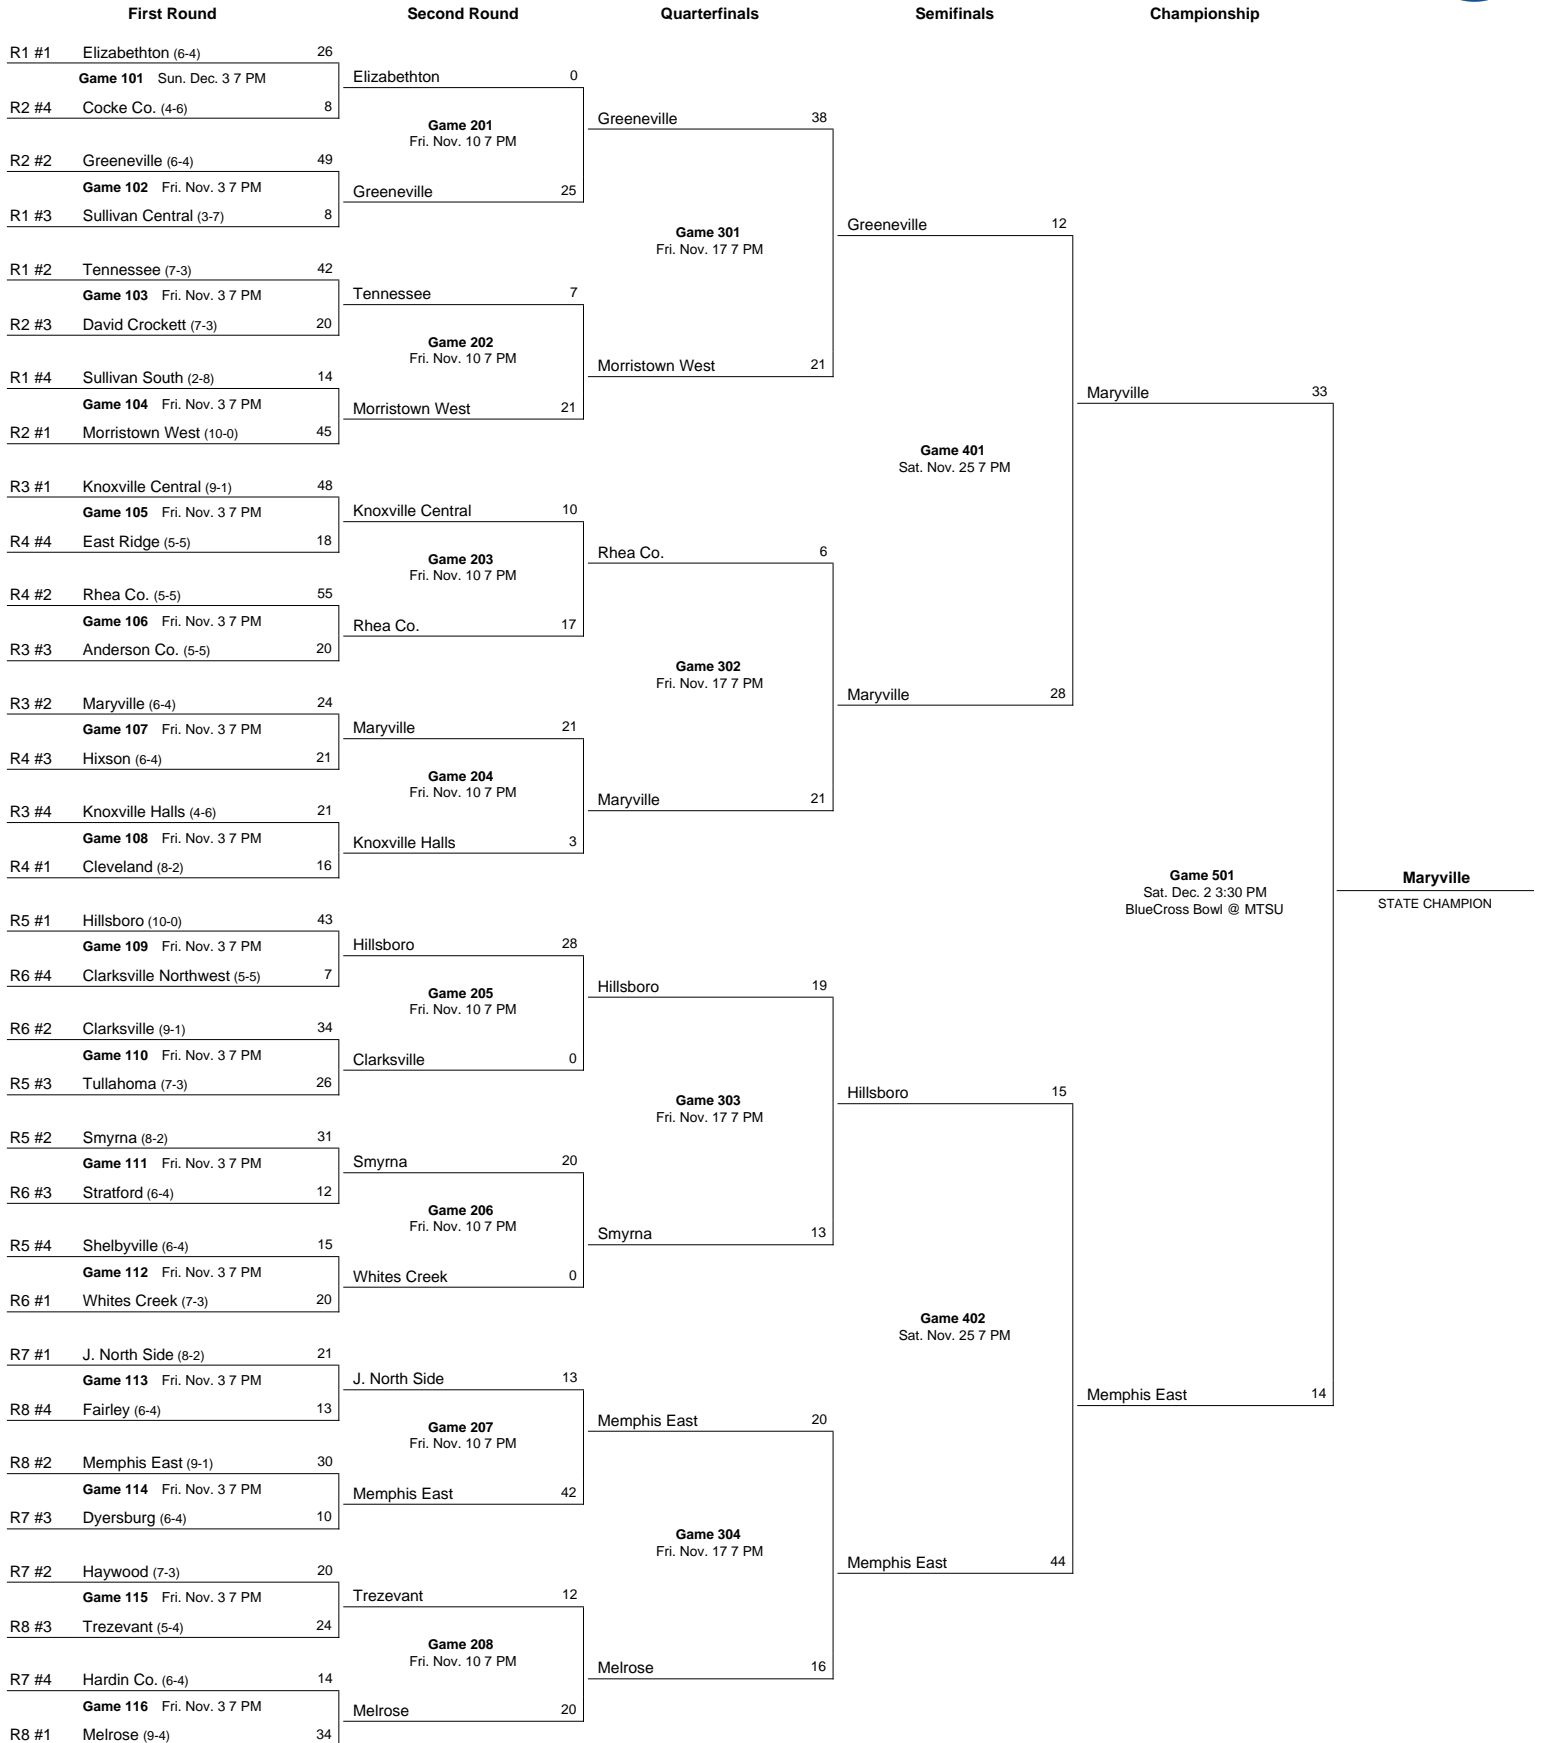 First Round Second Round Quarterfinals Semifinals Championship
R1 #1 Elizabethton (6-4) 26
Game 101 Sun. Dec. 3 7 PM
R2 #4 Cocke Co. (4-6) 8
R2 #2 Greeneville (6-4) 49
Game 102 Fri. Nov. 3 7 PM
R1 #3 Sullivan Central (3-7) 8
R1 #2 Tennessee (7-3) 42
Game 103 Fri. Nov. 3 7 PM
R2 #3 David Crockett (7-3) 20
R1 #4 Sullivan South (2-8) 14
Game 104 Fri. Nov. 3 7 PM
R2 #1 Morristown West (10-0) 45
R3 #1 Knoxville Central (9-1) 48
Game 105 Fri. Nov. 3 7 PM
R4 #4 East Ridge (5-5) 18
R4 #2 Rhea Co. (5-5) 55
Game 106 Fri. Nov. 3 7 PM
R3 #3 Anderson Co. (5-5) 20
R3 #2 Maryville (6-4) 24
Game 107 Fri. Nov. 3 7 PM
R4 #3 Hixson (6-4) 21
R3 #4 Knoxville Halls (4-6) 21
Game 108 Fri. Nov. 3 7 PM
R4 #1 Cleveland (8-2) 16
R5 #1 Hillsboro (10-0) 43
Game 109 Fri. Nov. 3 7 PM
R6 #4 Clarksville Northwest (5-5) 7
R6 #2 Clarksville (9-1) 34
Game 110 Fri. Nov. 3 7 PM
R5 #3 Tullahoma (7-3) 26
R5 #2 Smyrna (8-2) 31
Game 111 Fri. Nov. 3 7 PM
R6 #3 Stratford (6-4) 12
R5 #4 Shelbyville (6-4) 15
Game 112 Fri. Nov. 3 7 PM
R6 #1 Whites Creek (7-3) 20
R7 #1 J. North Side (8-2) 21
Game 113 Fri. Nov. 3 7 PM
R8 #4 Fairley (6-4) 13
R8 #2 Memphis East (9-1) 30
Game 114 Fri. Nov. 3 7 PM
R7 #3 Dyersburg (6-4) 10
R7 #2 Haywood (7-3) 20
Game 115 Fri. Nov. 3 7 PM
R8 #3 Trezevant (5-4) 24
R7 #4 Hardin Co. (6-4) 14
Game 116 Fri. Nov. 3 7 PM
R8 #1 Melrose (9-4) 34
Elizabethton 0
Game 201
Fri. Nov. 10 7 PM
Greeneville 25
Tennessee 7
Game 202
Fri. Nov. 10 7 PM
Morristown West 21
Knoxville Central 10
Game 203
Fri. Nov. 10 7 PM
Rhea Co. 17
Maryville 21
Game 204
Fri. Nov. 10 7 PM
Knoxville Halls 3
Hillsboro 28
Game 205
Fri. Nov. 10 7 PM
Clarksville 0
Smyrna 20
Game 206
Fri. Nov. 10 7 PM
Whites Creek 0
J. North Side 13
Game 207
Fri. Nov. 10 7 PM
Memphis East 42
Trezevant 12
Game 208
Fri. Nov. 10 7 PM
Melrose 20
Greeneville 38
Game 301
Fri. Nov. 17 7 PM
Morristown West 21
Rhea Co. 6
Game 302
Fri. Nov. 17 7 PM
Maryville 21
Hillsboro 19
Game 303
Fri. Nov. 17 7 PM
Smyrna 13
Memphis East 20
Game 304
Fri. Nov. 17 7 PM
Melrose 16
Greeneville 12
Game 401
Sat. Nov. 25 7 PM
Maryville 28
Hillsboro 15
Game 402
Sat. Nov. 25 7 PM
Memphis East 44
Maryville 33
Game 501
Sat. Dec. 2 3:30 PM
BlueCross Bowl @ MTSU
Memphis East 14
Maryville
STATE CHAMPION